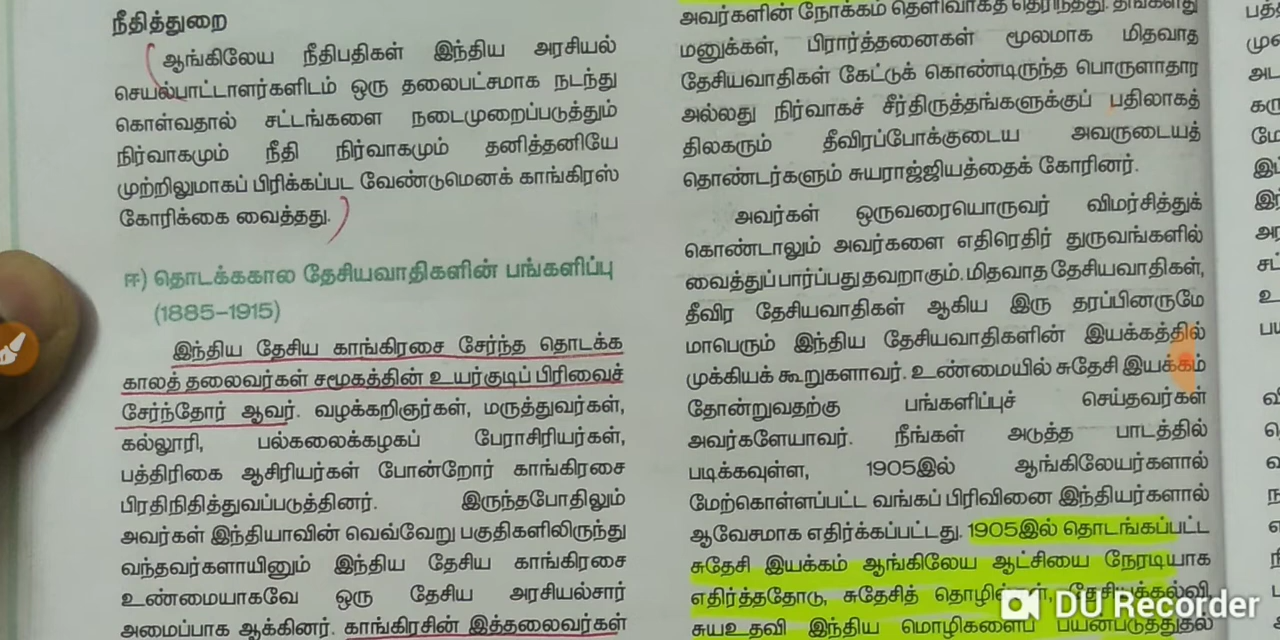 நீதித்துறை
ஆங்கிலேய நீதிபதிகள் இந்திய அரசியல்
செயல்பாட்டாளர்களிடம் ஒரு தலைபட்சமாக நடந்து
கொள்வதால் சட்டங்களை நடைமுறைப்படுத்தும்
நிர்வாகமும் நீதி நிர்வாகமும் தனித்தனியே
முற்றிலுமாகப் பிரிக்கப்பட வேண்டுமெனக் காங்கிரஸ்
கோரிக்கை வைத்தது.
ஈ) தொடக்ககால தேசியவாதிகளின் பங்களிப்பு
(1885–1915)
இந்திய தேசிய காங்கிரசை சேர்ந்த தொடக்க
காலத் தலைவர்கள் சமூகத்தின் உயர்குடிப் பிரிவைச்
சேர்ந்தோர் ஆவர். வழக்கறிஞர்கள், மருத்துவர்கள்,
கல்லூரி, பல்கலைக்கழகப் பேராசிரியர்கள்,
பத்திரிகை ஆசிரியர்கள் போன்றோர் காங்கிரசை
பிரதிநிதித்துவப்படுத்தினர். இருந்தபோதிலும்
அவர்கள் இந்தியாவின் வெவ்வேறு பகுதிகளிலிருந்து
வந்தவர்களாயினும் இந்திய தேசிய காங்கிரசை
உண்மையாகவே ஒரு தேசிய அரசியல்சார்
அமைப்பாக ஆக்கினர். காங்கிரசின் இத்தலைவர்கள்
அவர்களின் நோக்கம் தெளிவாகத் தெரிந்தது. தங்களது
மனுக்கள், பிரார்த்தனைகள் மூலமாக மிதவாத
தேசியவாதிகள் கேட்டுக் கொண்டிருந்த பொருளாதார
அல்லது நிர்வாகச் சீர்திருத்தங்களுக்குப் பதிலாகத்
திலகரும் தீவிரப்போக்குடைய அவருடையத்
தொண்டர்களும் சுயராஜ்ஜியத்தைக் கோரினர்.
அவர்கள் ஒருவரையொருவர் விமர்சித்துக்
கொண்டாலும் அவர்களை எதிரெதிர் துருவங்களில்
வைத்துப் பார்ப்பது தவறாகும். மிதவாத தேசியவாதிகள்,
தீவிர தேசியவாதிகள் ஆகிய இரு தரப்பினருமே
மாபெரும் இந்திய தேசியவாதிகளின் இயக்கத்தில்
முக்கியக் கூறுகளாவர். உண்மையில் சுதேசி இயக்கம்
தோன்றுவதற்கு பங்களிப்புச் செய்தவர்கள்
அவர்களேயாவர். நீங்கள் அடுத்த பாடத்தில்
படிக்கவுள்ள, 1905இல் ஆங்கிலேயர்களால்
மேற்கொள்ளப்பட்ட வங்கப் பிரிவினை இந்தியர்களால்
ஆவேசமாக எதிர்க்கப்பட்டது. 1905இல் தொடங்கப்பட்ட
சுதேசி இயக்கம் ஆங்கிலேய ஆட்சியை நேரடியாக
எதிர்த்ததோடு, சுதேசித் தேசியக்கல்வி,
சுயஉதவி இந்திய மொழிகளைப் பயன்படுத்துதல்
DU Recorder